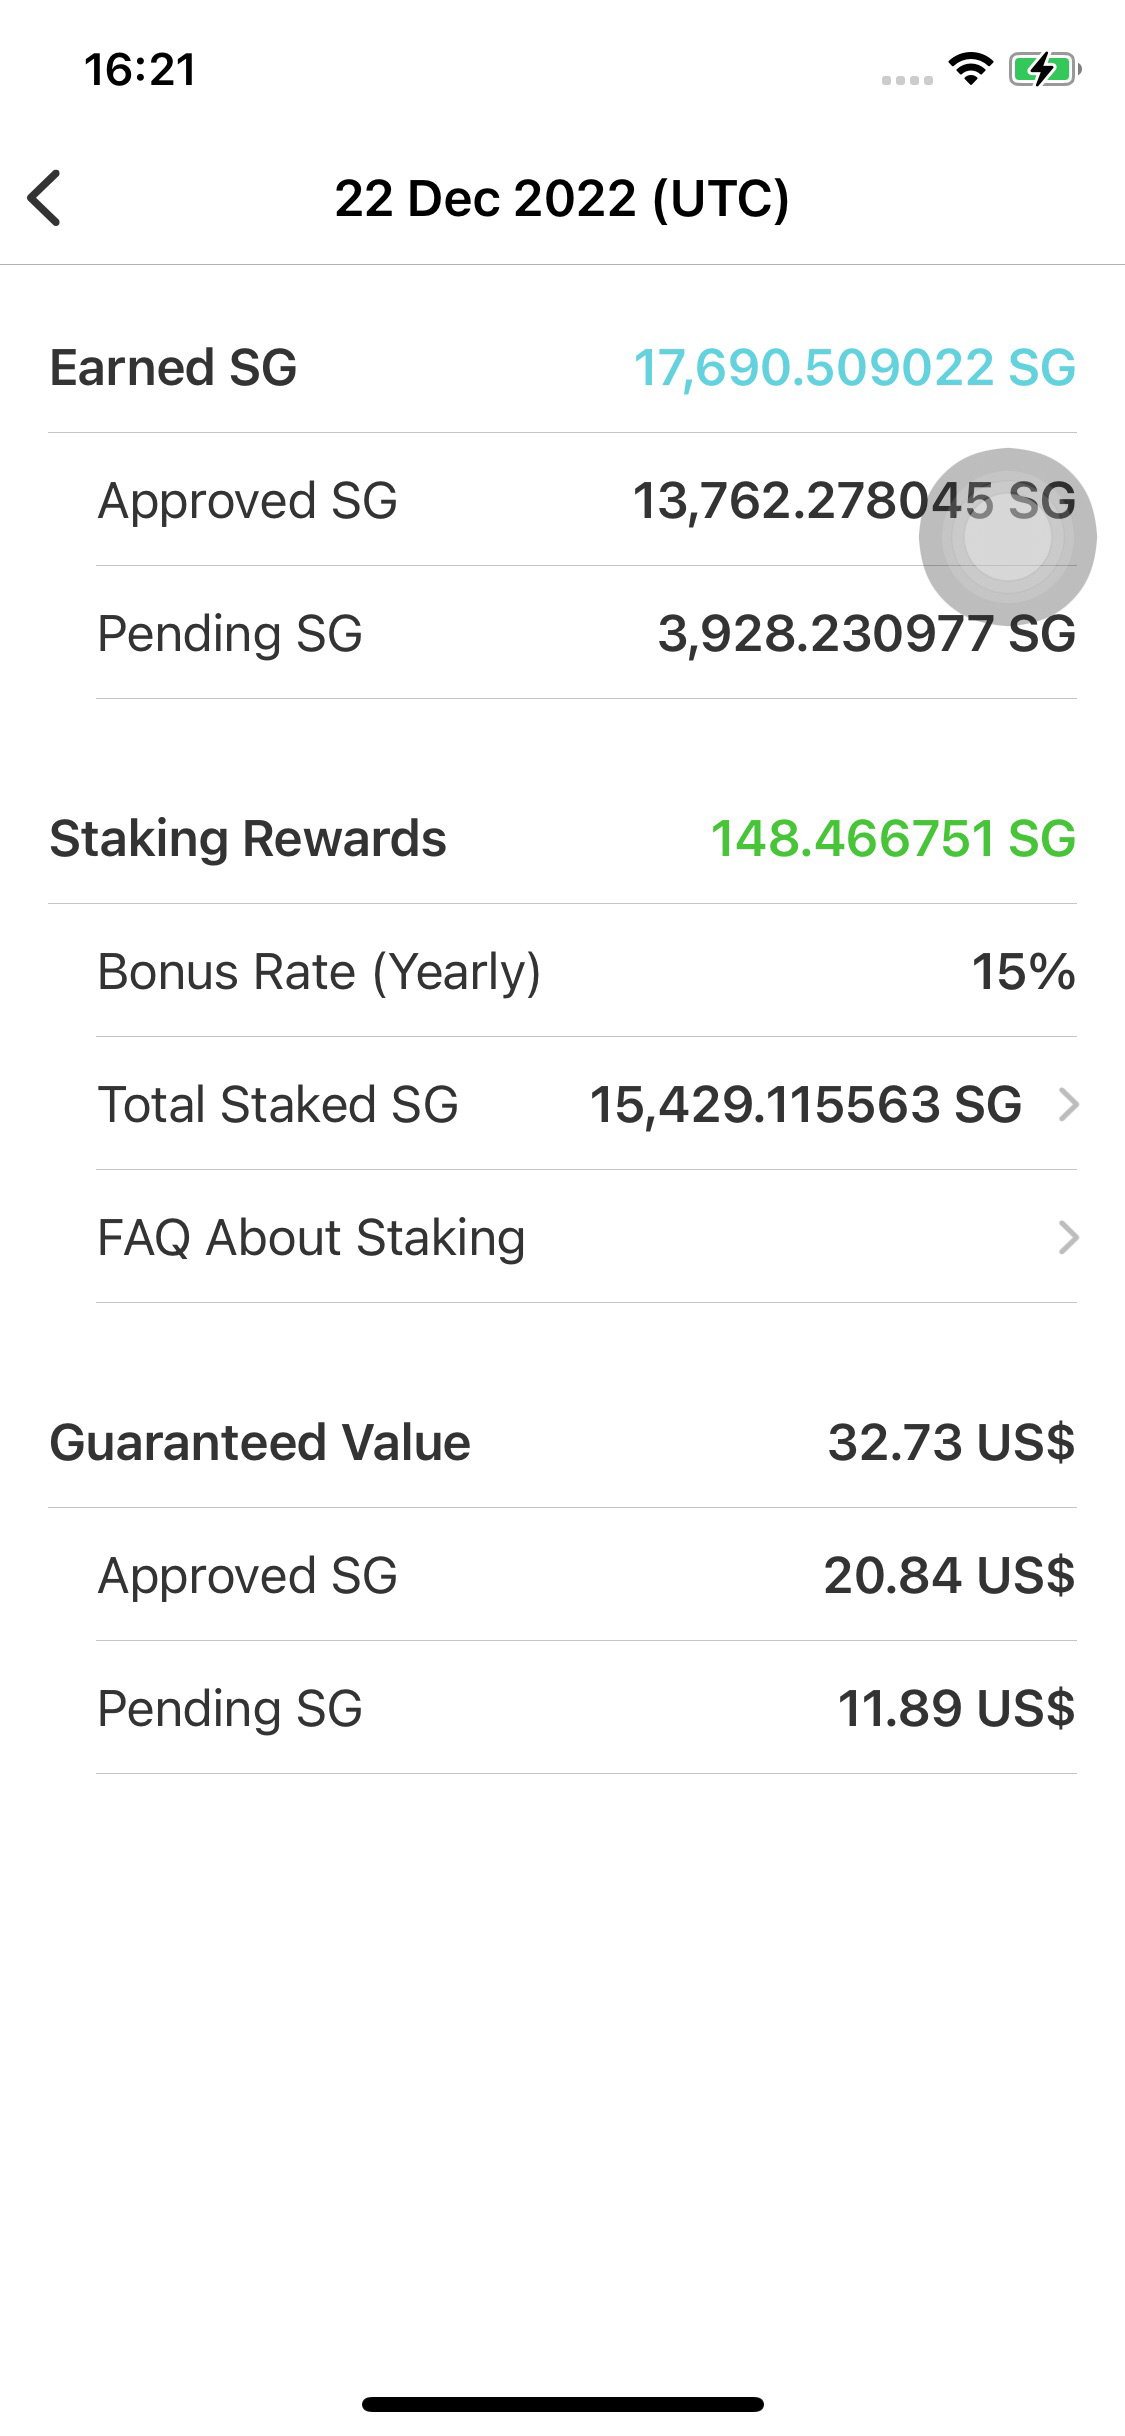 16:21
22 Dec 2022 (UTC)
Earned SG 17,690.509022 SG
Approved SG 13,762.278045 SG
Pending SG 3,928.230977 SG
Staking Rewards 148.466751 SG
Bonus Rate (Yearly) 15%
Total Staked SG 15,429.115563 SG
FAQ About Staking
Guaranteed Value 32.73 US$
Approved SG 20.84 US$
Pending SG 11.89 US$